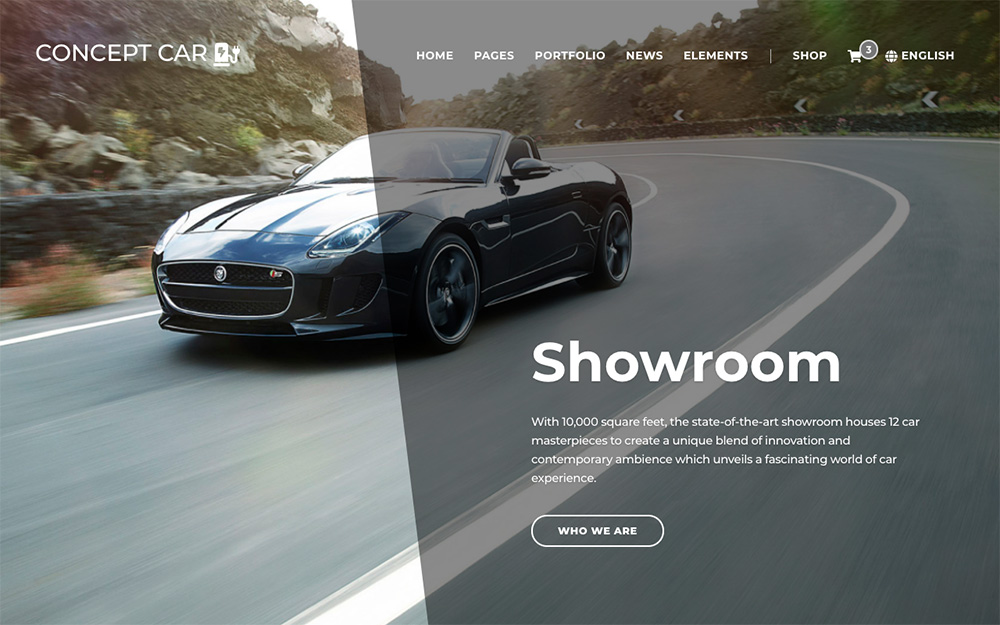 CONCEPT CAR
HOME PAGES PORTFOLIO NEWS ELEMENTS SHOP 3 ENGLISH
Showroom
With 10,000 square feet, the state-of-the-art showroom houses 12 car
masterpieces to create a unique blend of innovation and
contemporary ambience which unveils a fascinating world of car
experience.
WHO WE ARE